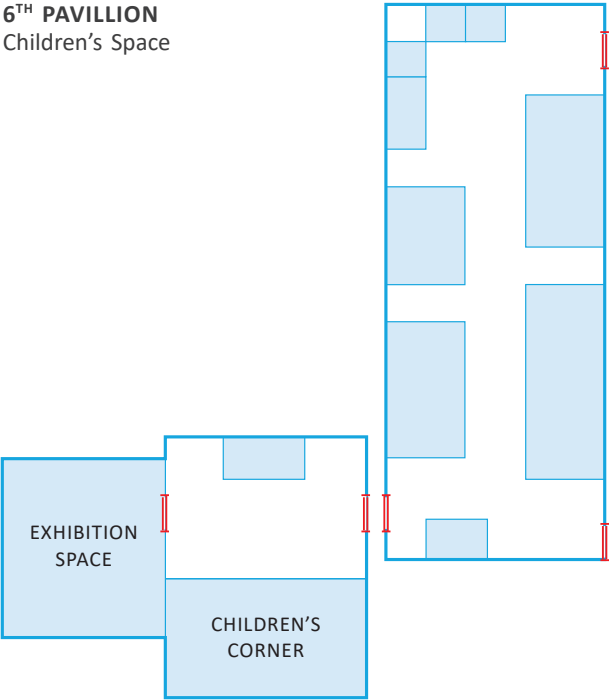 6TH PAVILLION
Children's Space
EXHIBITION
SPACE
CHILDREN'S
CORNER